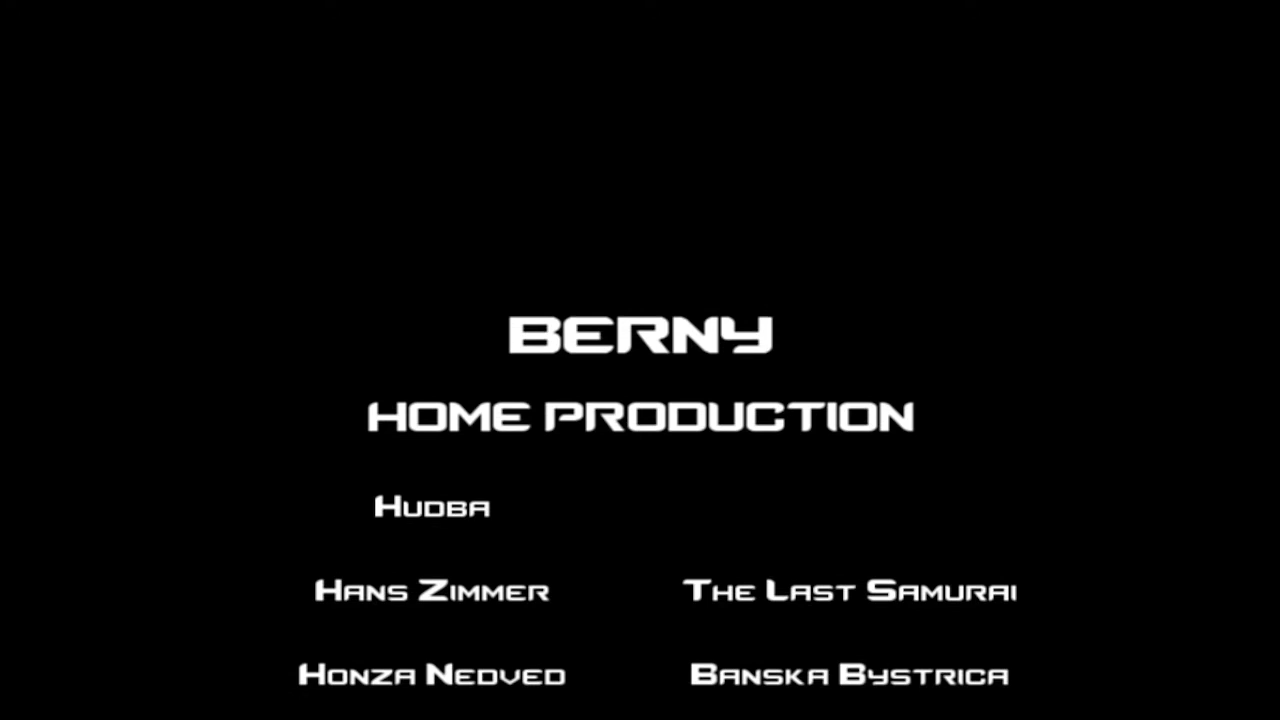 BERNY
HOME PRODUCTION
Hudba
Hans Zimmer The Last Samurai
Honza Nedved Banska Bystrica